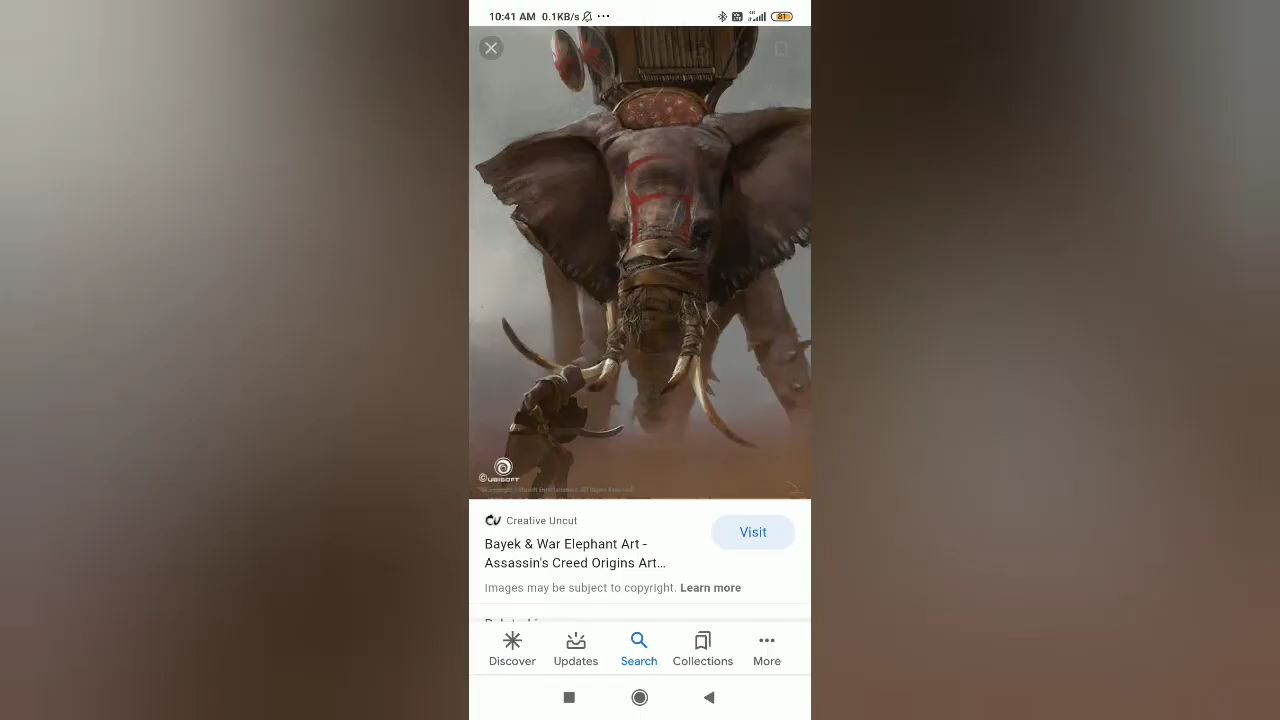 10:41 AM 0.1KB/s
81
©UBISOFT
Creative Uncut
Visit
Bayek & War Elephant Art -
Assassin's Creed Origins Art...
Images may be subject to copyright. Learn more
Discover
Updates
Search
Collections
More